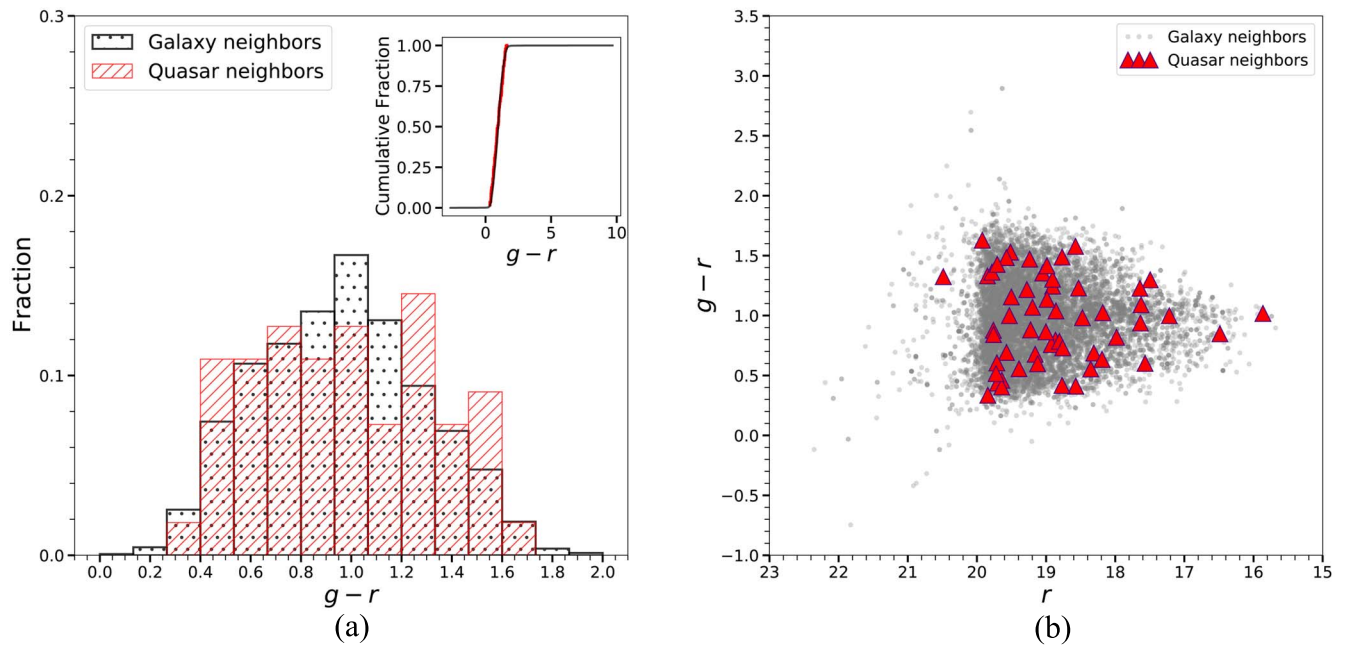 0.3
0.2
0.1
0.0
Fraction
Galaxy neighbors
Quasar neighbors
1.00
0.75
0.50
0.25
0.00
Cumulative Fraction
0 5 10
g − r
0.0 0.2 0.4 0.6 0.8 1.0 1.2 1.4 1.6 1.8 2.0
g − r
(a)
3.5
3.0
2.5
2.0
1.5
1.0
0.5
0.0
−0.5
−1.0
g − r
Galaxy neighbors
Quasar neighbors
23 22 21 20 19 18 17 16 15
r
(b)